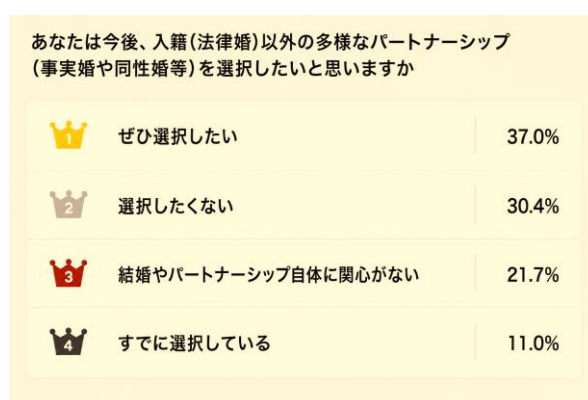 あなたは今後、入籍(法律婚)以外の多様なパートナーシップ
(事実婚や同性婚等)を選択したいと思いますか
1 ぜひ選択したい 37.0%
2 選択したくない 30.4%
3 結婚やパートナーシップ自体に関心がない 21.7%
4 すでに選択している 11.0%